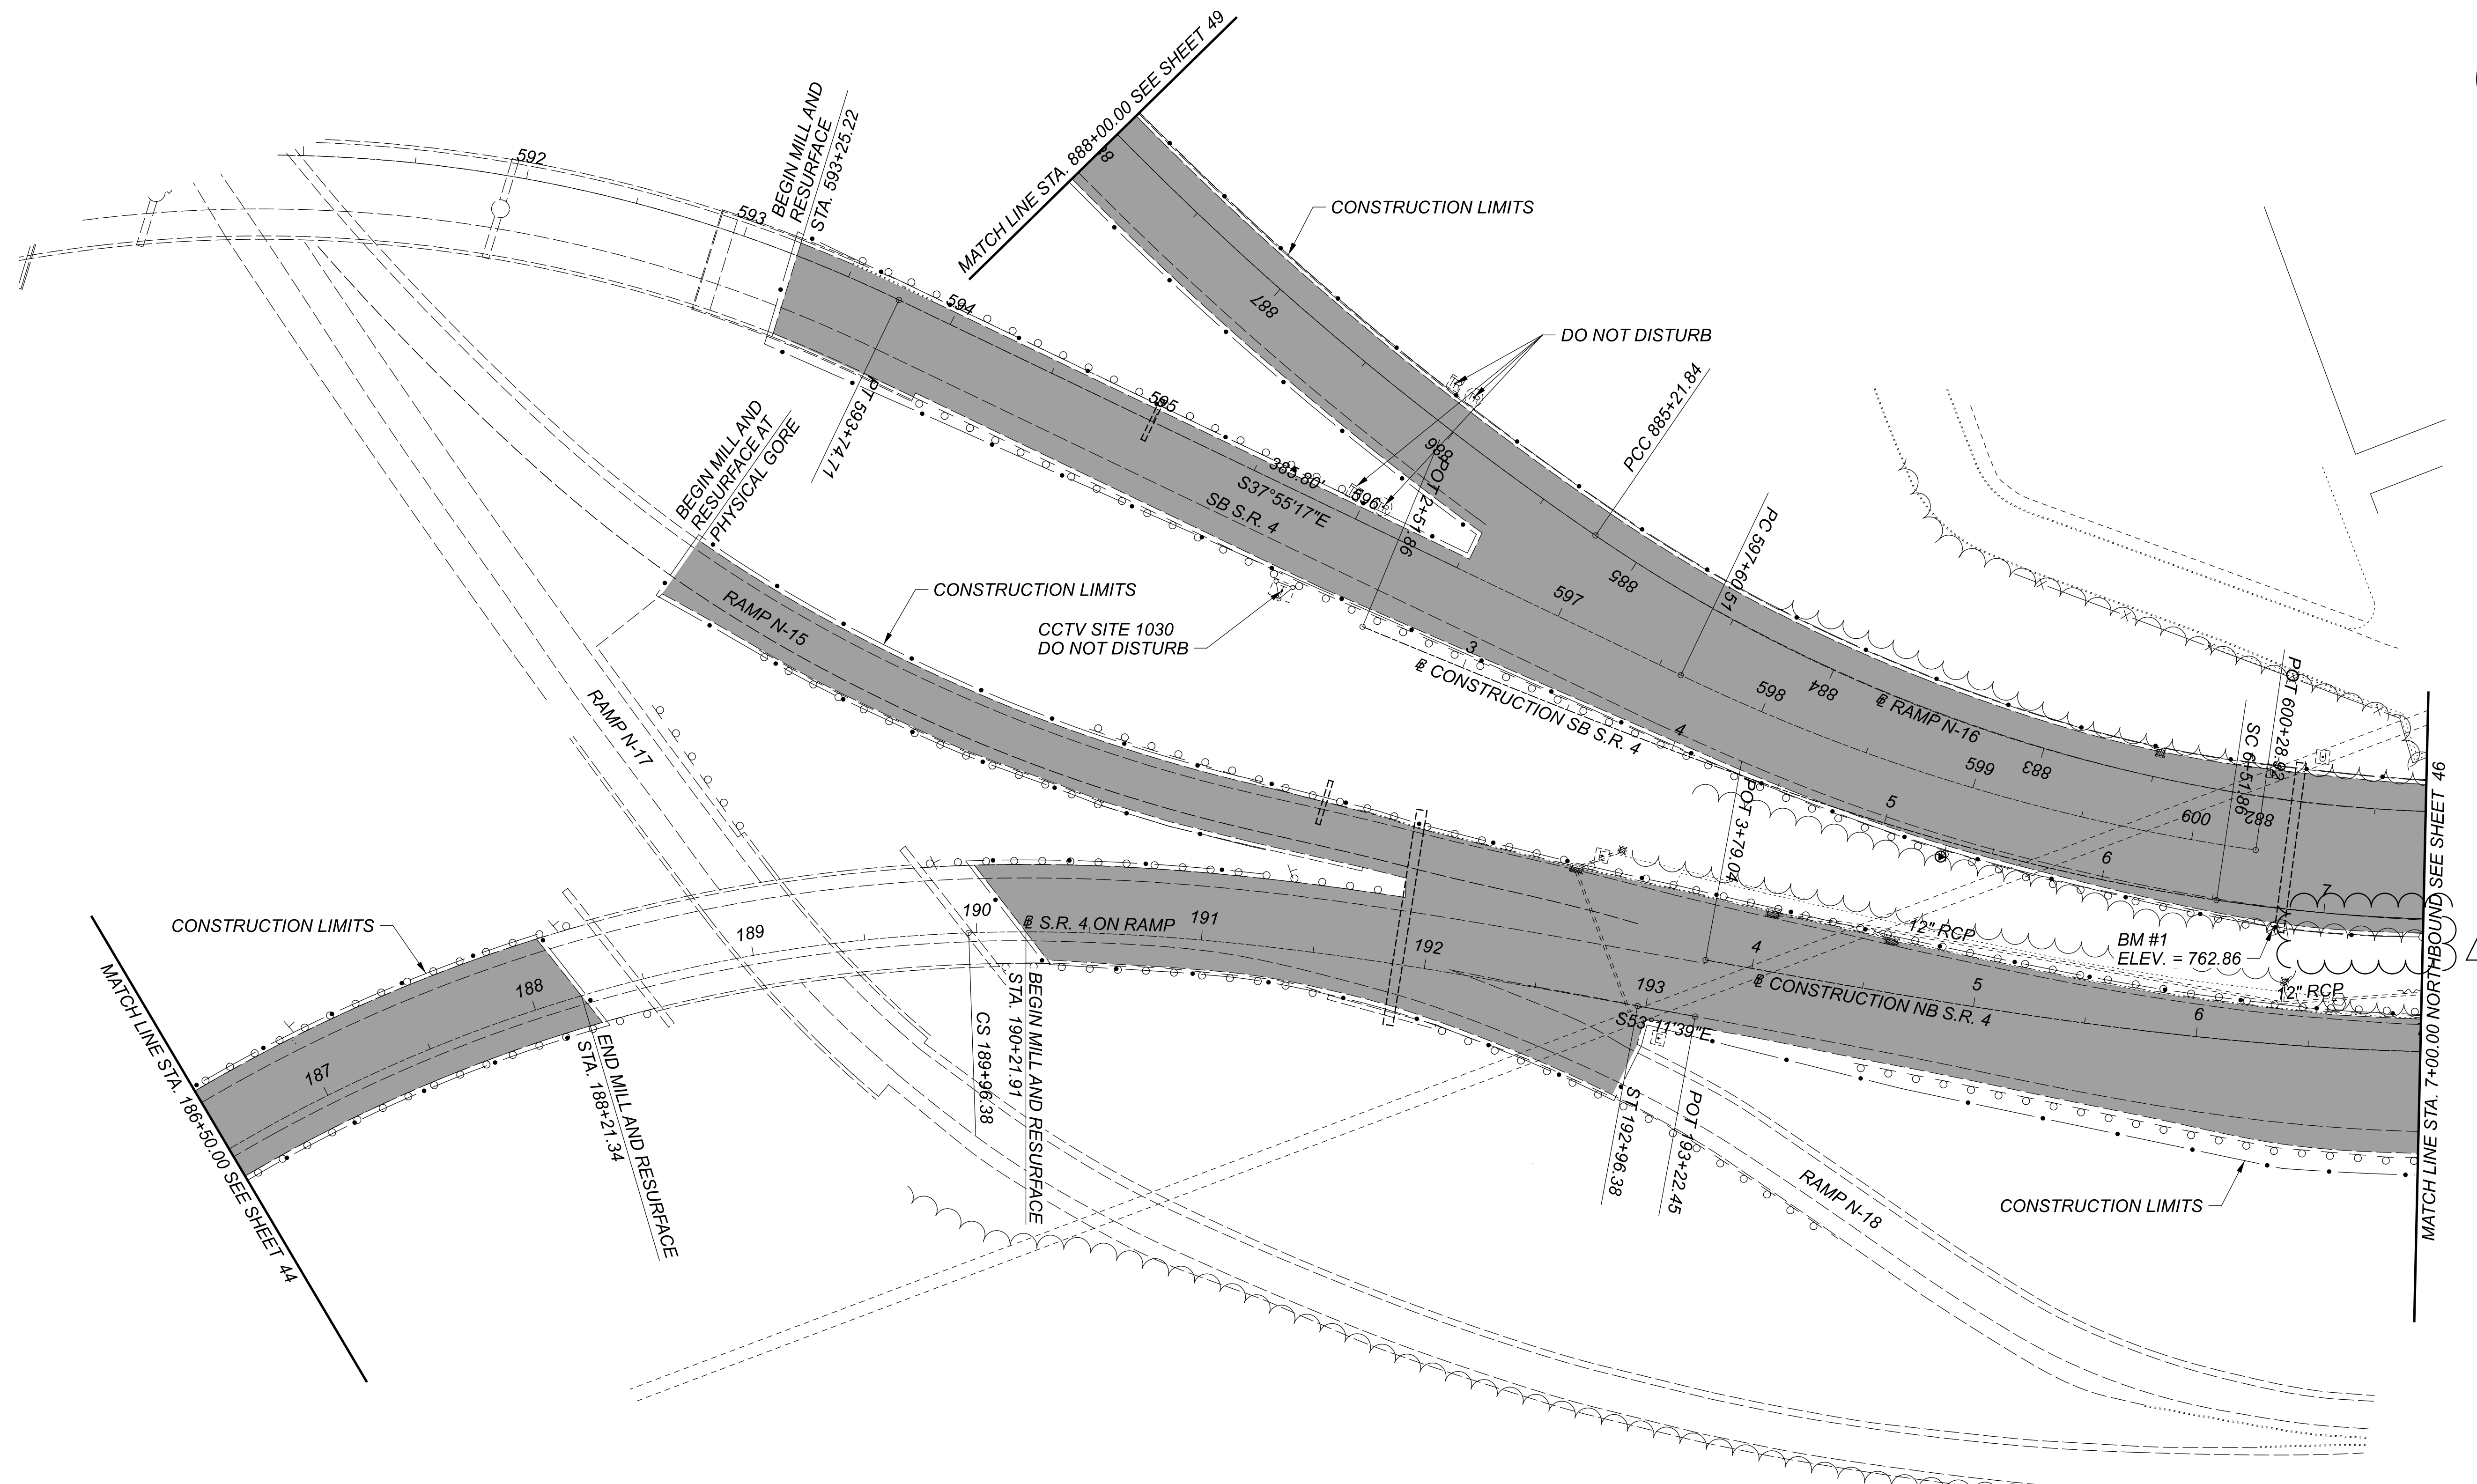 MATCH LINE STA. 888+00.00 SEE SHEET 49
592
593
BEGIN MILL AND
RESURFACE
STA. 593+25.22
CONSTRUCTION LIMITS
887
594
DO NOT DISTURB
PT 593+74.71
595
BEGIN MILL AND
RESURFACE AT
PHYSICAL GORE
PCC 885+21.84
886
385.80'
S37°55'17"E
SB S.R. 4
596
POT 2+51.86
PC 597+60.51
885
597
CONSTRUCTION LIMITS
RAMP N-15
CCTV SITE 1030
DO NOT DISTURB
3
℄ CONSTRUCTION SB S.R. 4
4
598
884
℄ RAMP N-16
599
883
POT 600+28.92
SC 6+51.86
RAMP N-17
POT 3+79.04
5
600
882
6
7
CONSTRUCTION LIMITS
MATCH LINE STA. 186+50.00 SEE SHEET 44
187
188
189
190
℄ S.R. 4 ON RAMP
191
192
193
4
12" RCP
BM #1
ELEV. = 762.86
12" RCP
℄ CONSTRUCTION NB S.R. 4
5
6
S53°11'39"E
END MILL AND RESURFACE
STA. 188+21.34
CS 189+96.38
BEGIN MILL AND RESURFACE
STA. 190+21.91
ST 192+96.38
POT 193+22.45
RAMP N-18
CONSTRUCTION LIMITS
MATCH LINE STA. 7+00.00 NORTHBOUND SEE SHEET 46